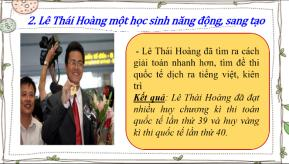 2. Lê Thái Hoàng một học sinh năng động, sang tạo
- Lê Thái Hoàng đã tìm ra cách
giải toán nhanh hơn, tìm đề thi
quốc tế dịch ra tiếng việt, kiên
trì
Kết quả: Lê Thái Hoàng đã đạt
nhiều huy chương kì thi toán
quốc tế lần thứ 39 và huy vàng
kì thi quốc tế lần thứ 40.